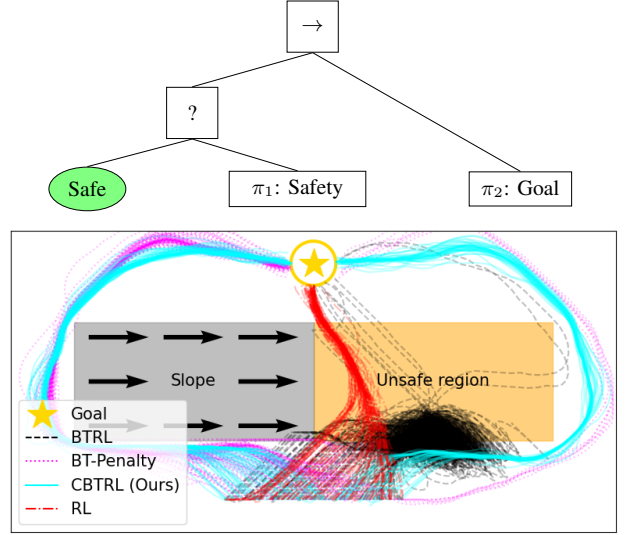 →
?
Safe
π₁: Safety
π₂: Goal
Slope
Unsafe region
Goal
BTRL
BT-Penalty
CBTRL (Ours)
RL